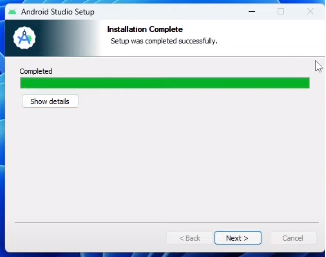 Android Studio Setup
Installation Complete
Setup was completed successfully.
Completed
Show details
< Back
Next >
Cancel